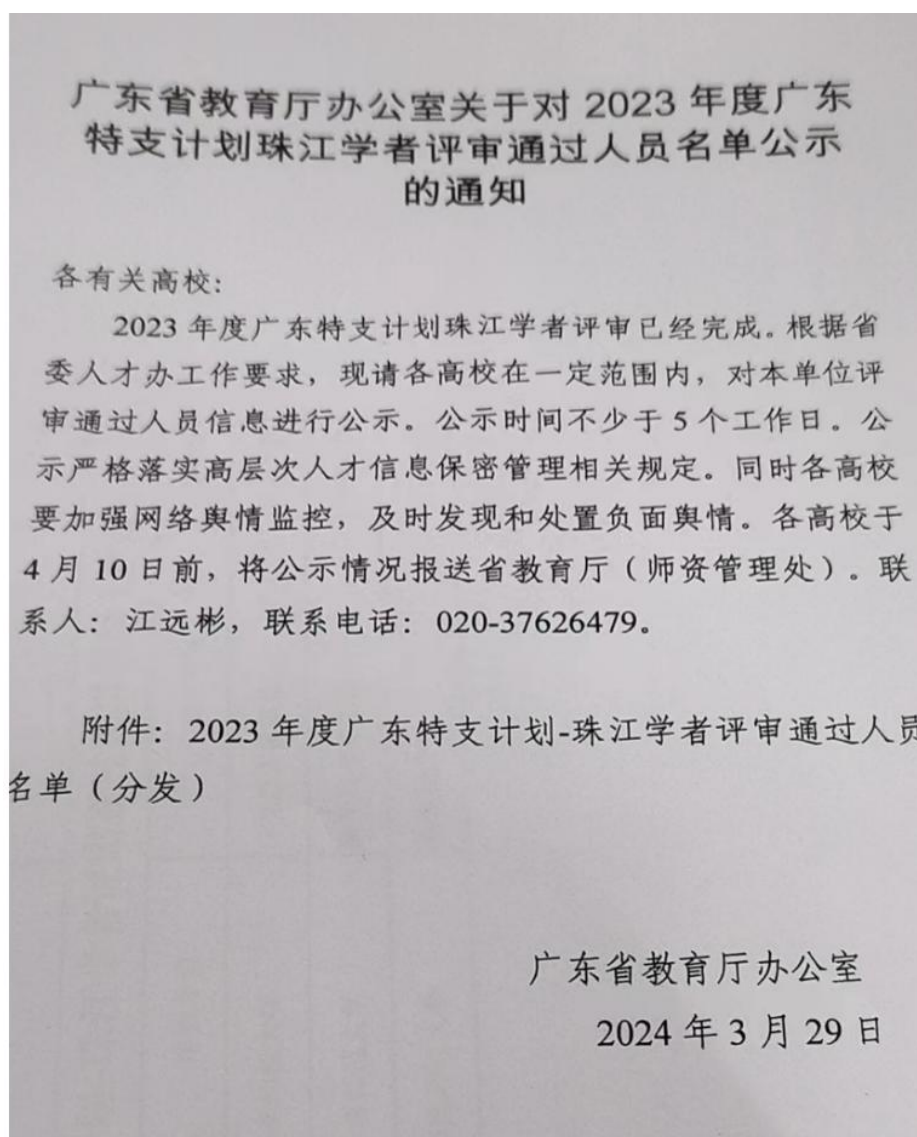 广东省教育厅办公室关于对 2023 年度广东
特支计划珠江学者评审通过人员名单公示
的通知
各有关高校:
2023 年度广东特支计划珠江学者评审已经完成。根据省
委人才办工作要求，现请各高校在一定范围内，对本单位评
审通过人员信息进行公示。公示时间不少于 5 个工作日。公
示严格落实高层次人才信息保密管理相关规定。同时各高校
要加强网络舆情监控，及时发现和处置负面舆情。各高校于
4 月 10 日前，将公示情况报送省教育厅（师资管理处）。联
系人：江远彬，联系电话：020-37626479。
附件：2023 年度广东特支计划-珠江学者评审通过人员
名单（分发）
广东省教育厅办公室
2024 年 3 月 29 日